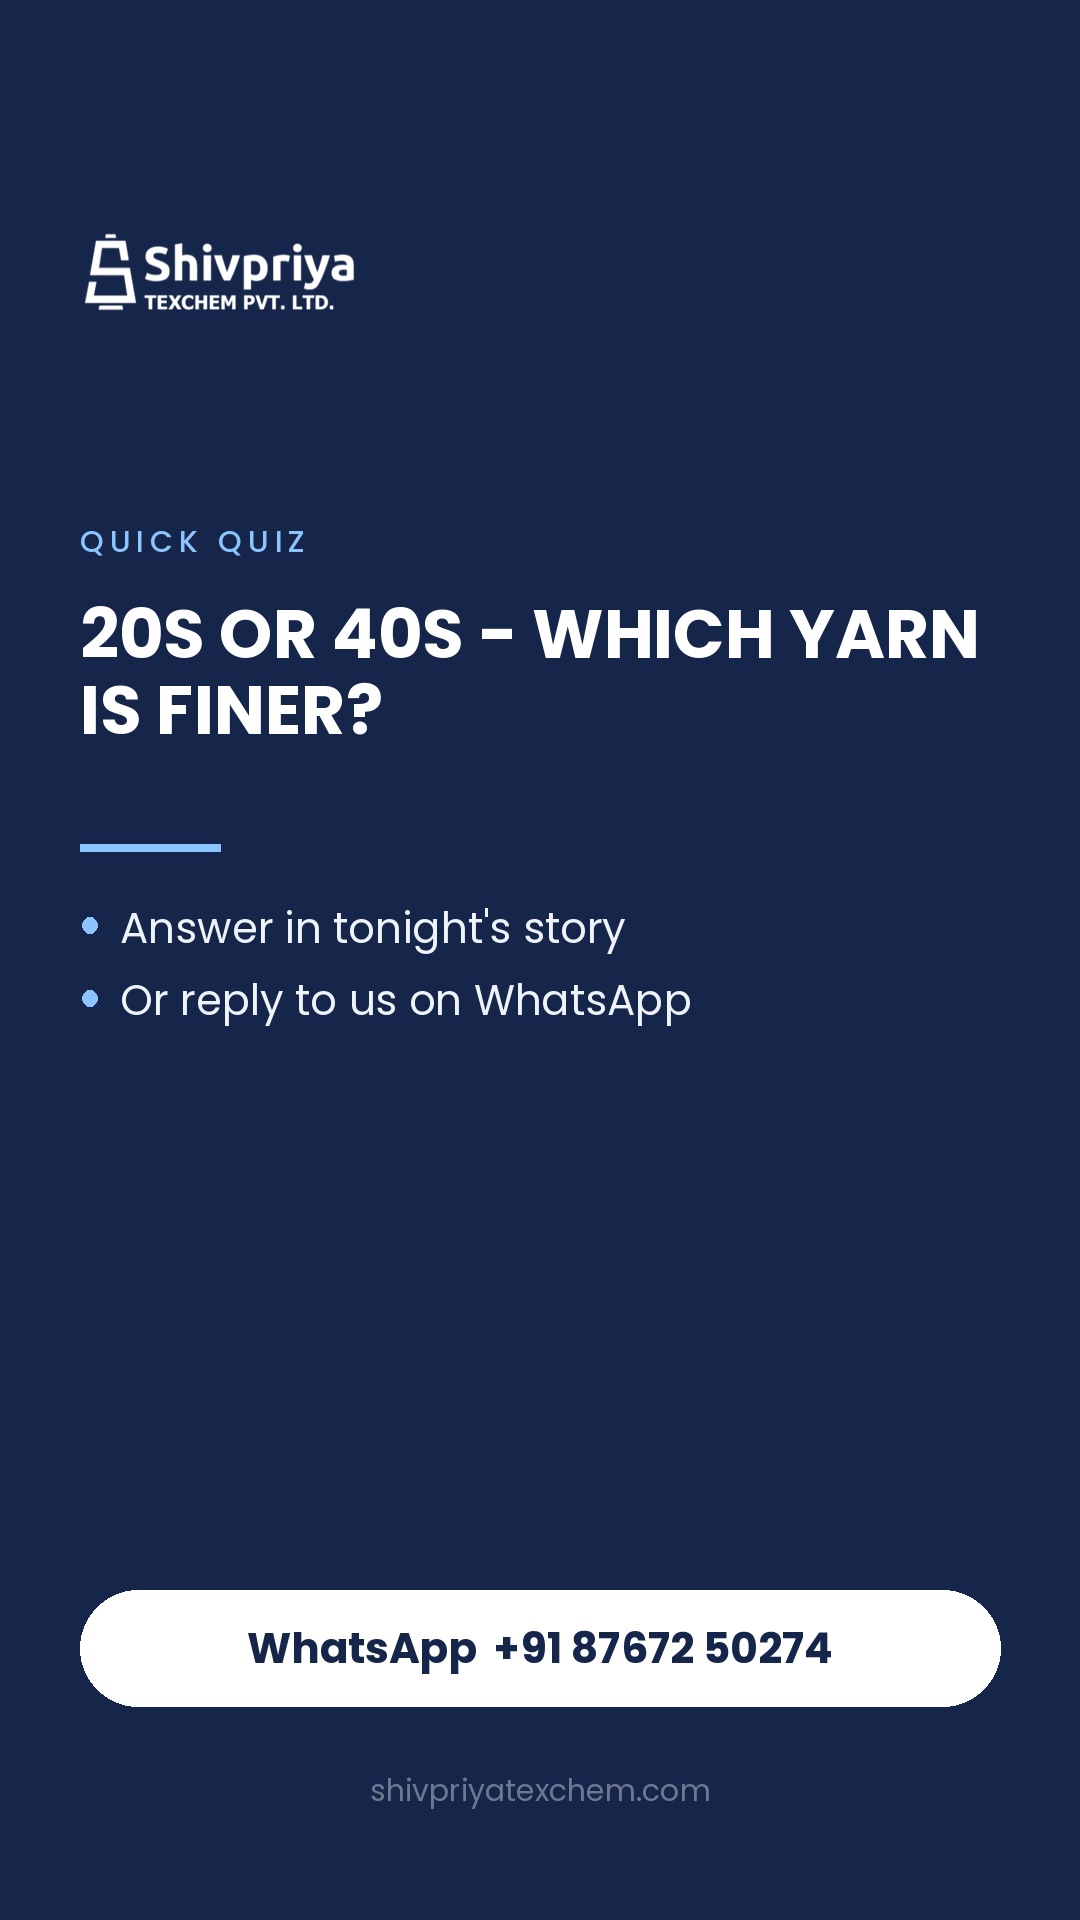 Shivpriya
TEXCHEM PVT. LTD.
QUICK QUIZ
20S OR 40S - WHICH YARN
IS FINER?
Answer in tonight's story
Or reply to us on WhatsApp
WhatsApp +91 87672 50274
shivpriyatexchem.com